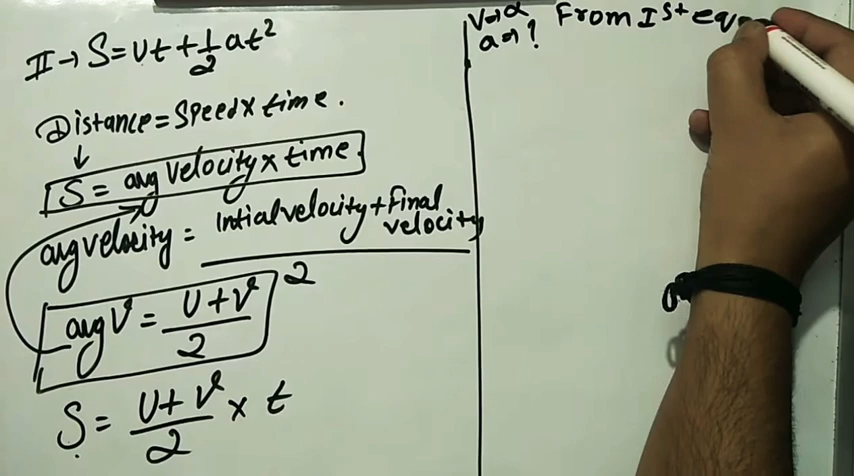 II → S = ut + 1/2 at²
Distance = Speed x time.
↓
S = avg velocity x time.
avg velocity = Intial velocity + final velocity
2
avg v = u + v / 2
S = u + v / 2 x t
From Ist eq
a → ?